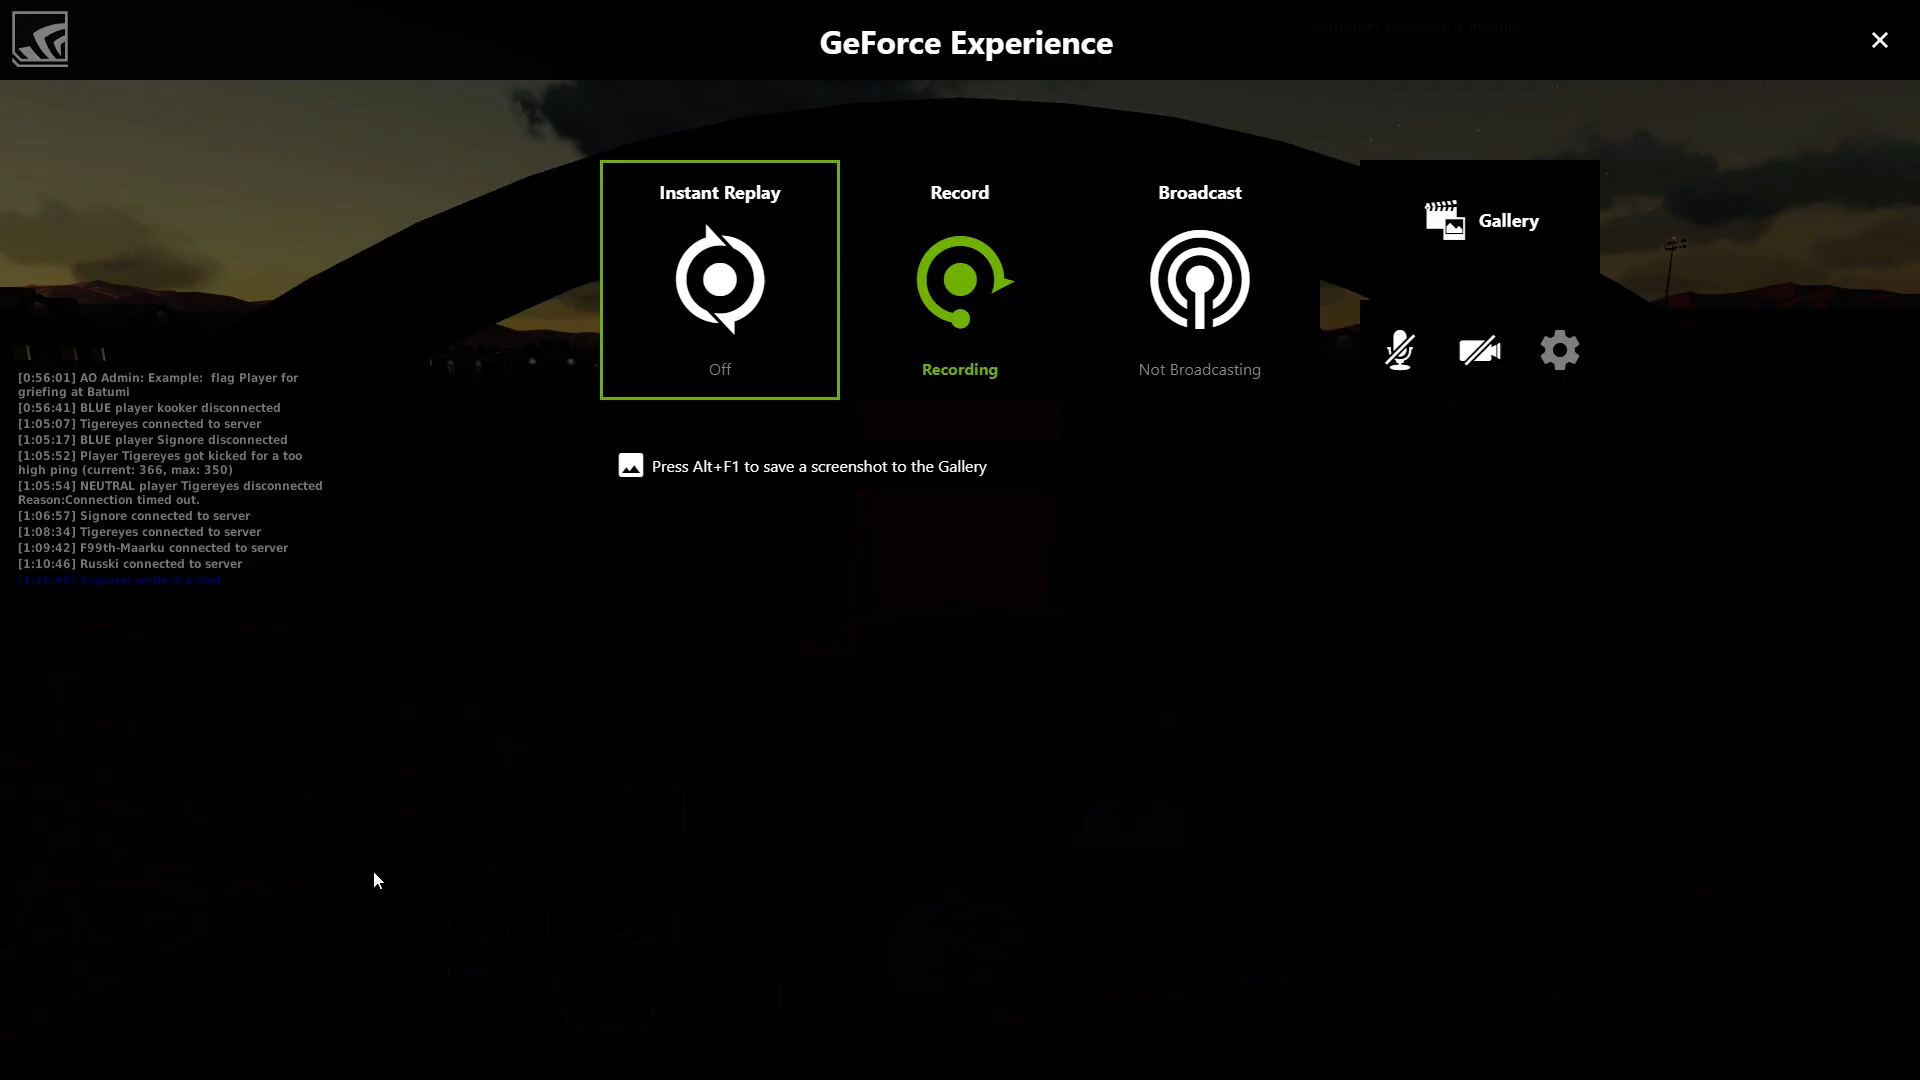 GeForce Experience
AUTOSTART SEQUENCE IS RUNNING
Instant Replay
Off
Record
Recording
Broadcast
Not Broadcasting
Gallery
Press Alt+F1 to save a screenshot to the Gallery
[0:56:01] AO Admin: Example:  flag Player for
griefing at Batumi
[0:56:41] BLUE player kooker disconnected
[1:05:07] Tigereyes connected to server
[1:05:17] BLUE player Signore disconnected
[1:05:52] Player Tigereyes got kicked for a too
high ping (current: 366, max: 350)
[1:05:54] NEUTRAL player Tigereyes disconnected
Reason:Connection timed out.
[1:06:57] Signore connected to server
[1:08:34] Tigereyes connected to server
[1:09:42] F99th-Maarku connected to server
[1:10:46] Russki connected to server